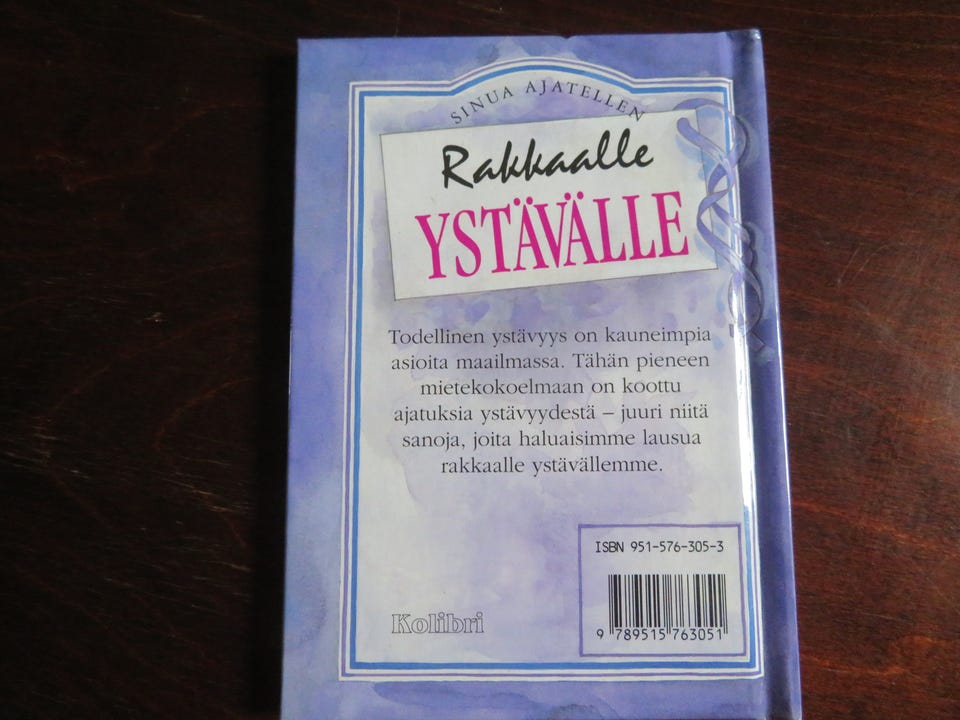 SINUA AJATELLEN
Rakkaalle
YSTÄVÄLLE
Todellinen ystävyys on kauneimpia
asioita maailmassa. Tähän pieneen
mietekokoelmaan on koottu
ajatuksia ystävyydestä – juuri niitä
sanoja, joita haluaisimme lausua
rakkaalle ystävällemme.
ISBN 951-576-305-3
Kolibri
9 789515 763051